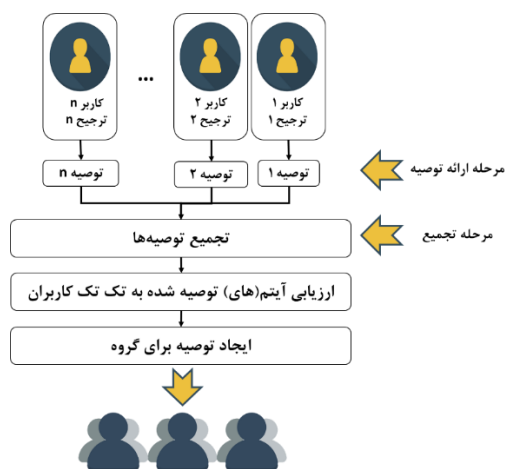 کاربر ۱
ترجیح ۱
کاربر ۲
ترجیح ۲
...
کاربر n
ترجیح n
مرحله ارائه توصیه
توصیه ۱
توصیه ۲
توصیه n
مرحله تجمیع
تجمیع توصیه‌ها
ارزیابی آیتم(های) توصیه شده به تک تک کاربران
ایجاد توصیه برای گروه